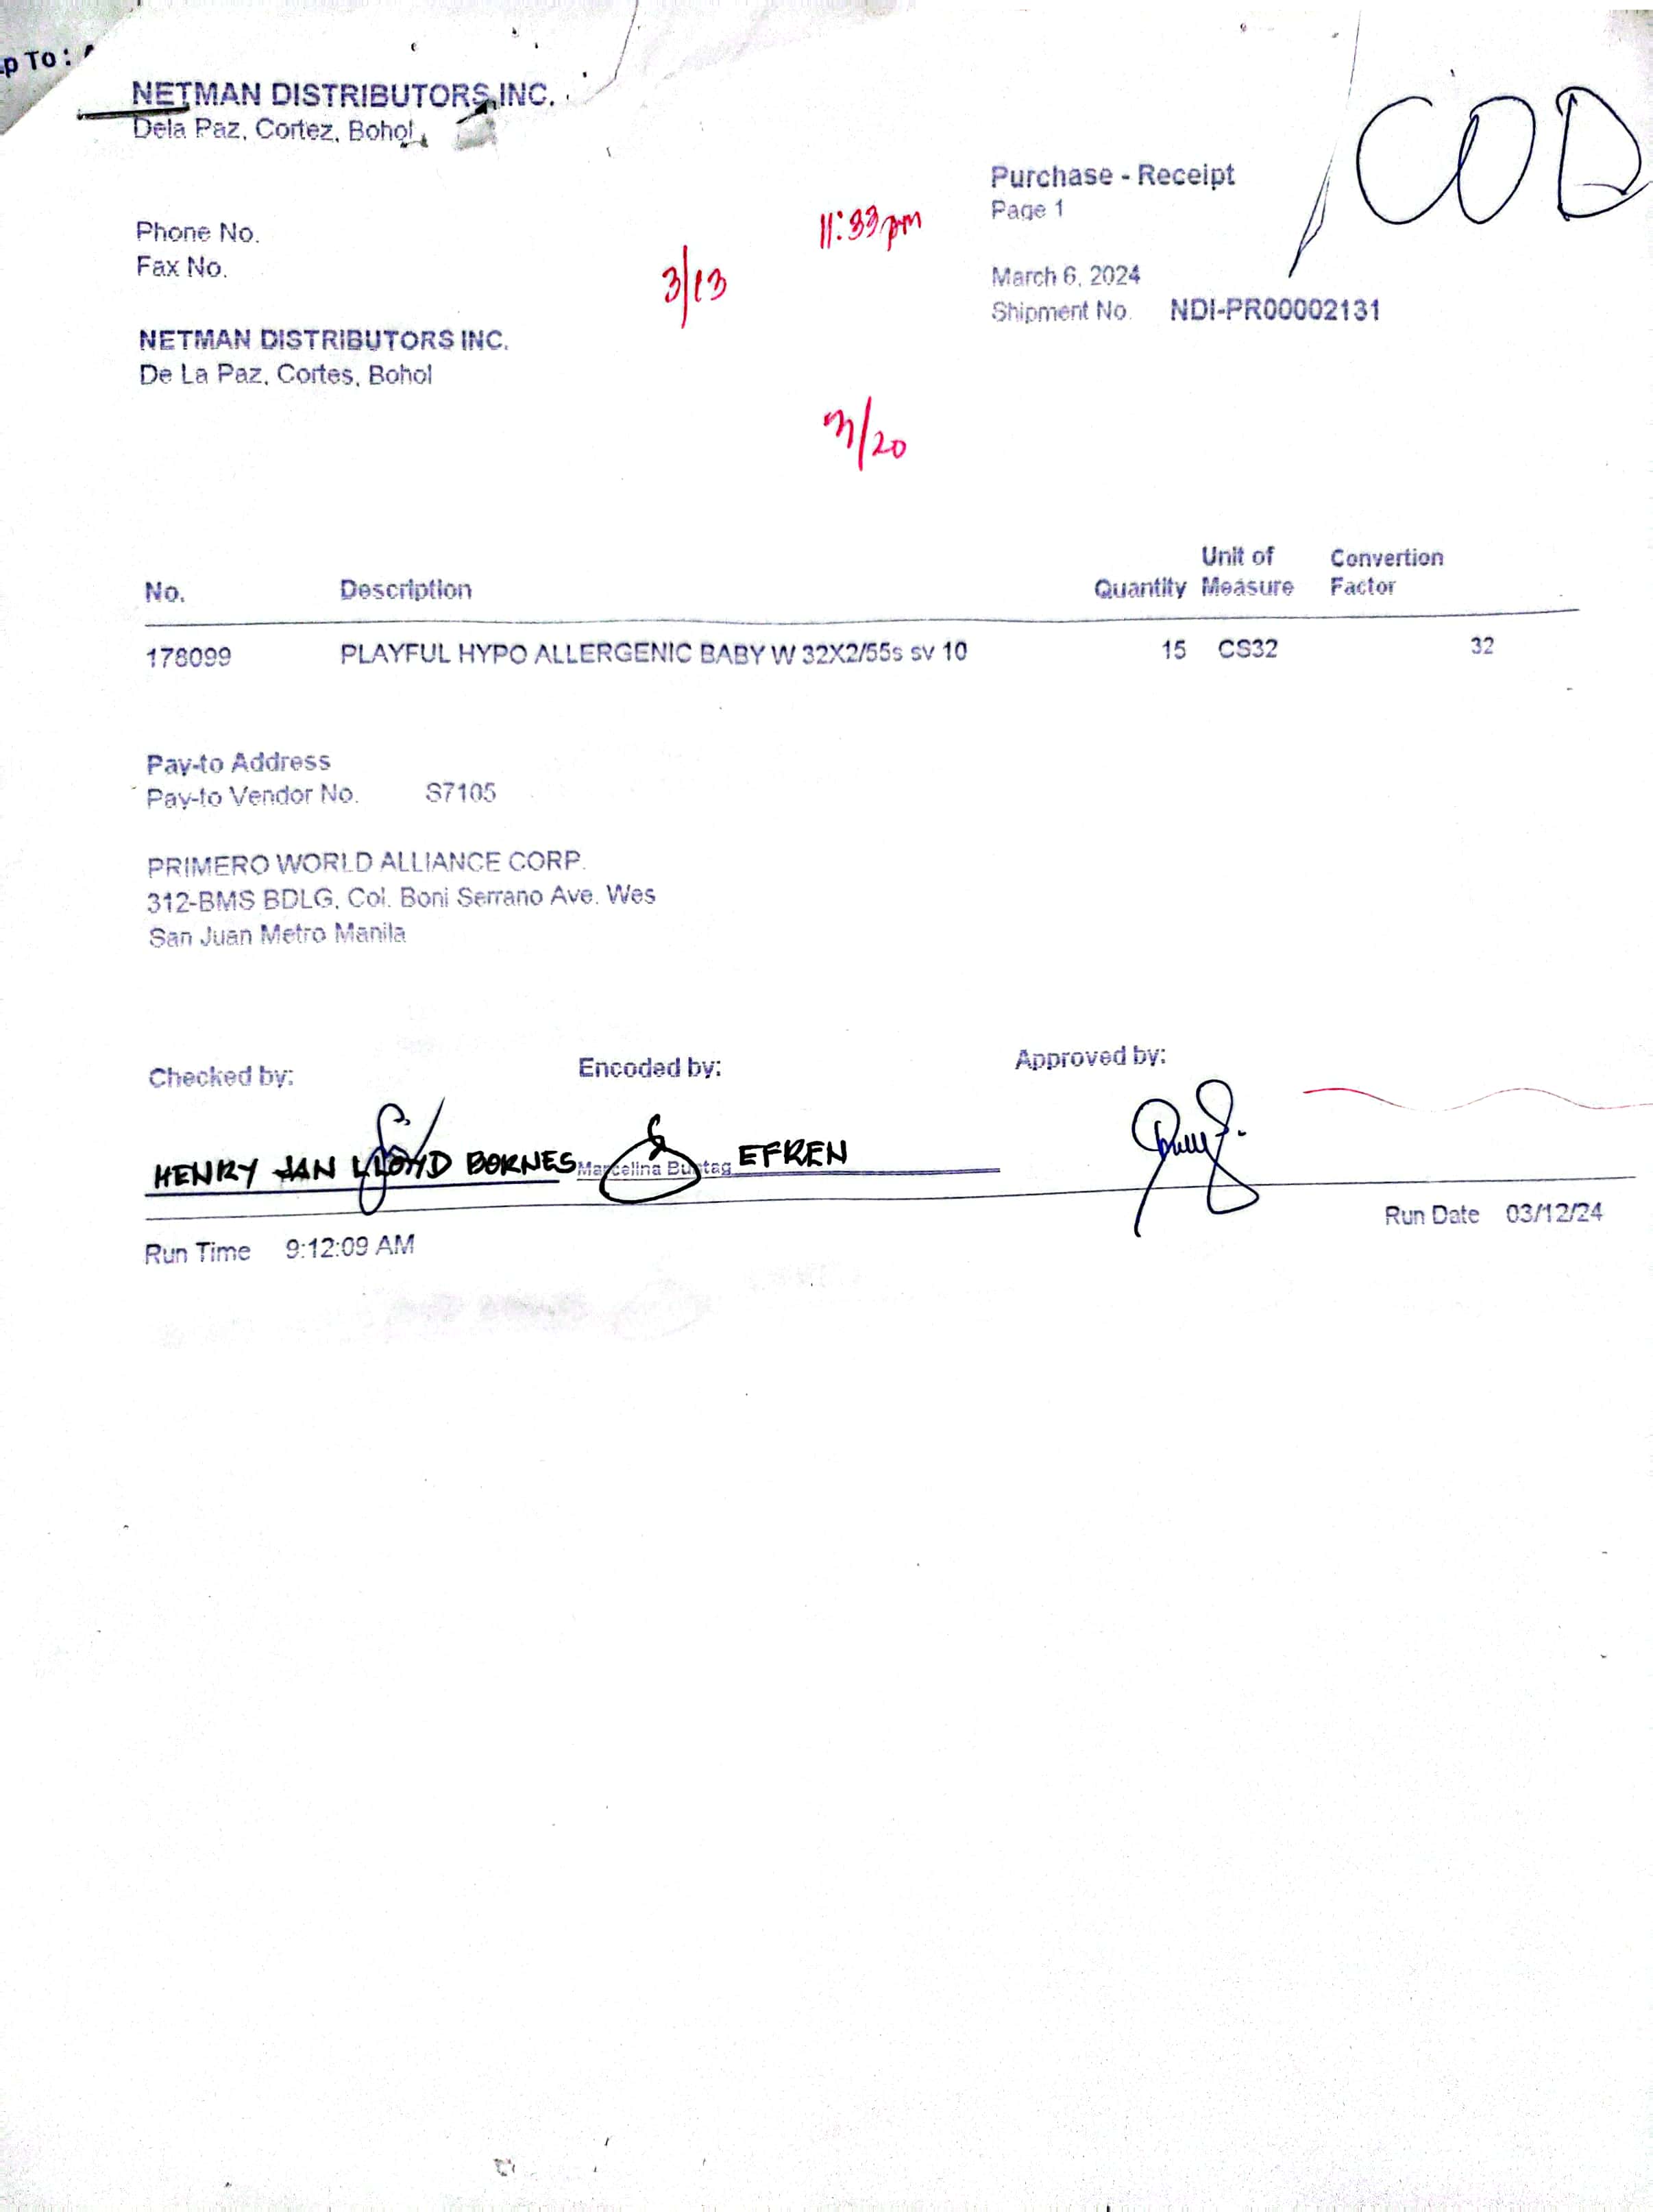 p To :
NETMAN DISTRIBUTORS, INC.
Dela Paz, Cortez, Bohol
COD
Purchase - Receipt
Page 1
11:33pm
Phone No.
Fax No.
3/13
March 6, 2024
Shipment No. NDI-PR00002131
NETMAN DISTRIBUTORS INC.
De La Paz, Cortes, Bohol
3/20
No. Description Quantity Unit of Measure Convertion Factor
178099 PLAYFUL HYPO ALLERGENIC BABY W 32X2/55s sv 10 15 CS32 32
Pay-to Address
Pay-to Vendor No. S7105
PRIMERO WORLD ALLIANCE CORP.
312-BMS BDLG, Col. Boni Serrano Ave. Wes
San Juan Metro Manila
Checked by: Encoded by: Approved by:
HENRY JAN LLOYD BORNES Marcelina Buntag EFREN
Run Date 03/12/24
Run Time 9:12:09 AM